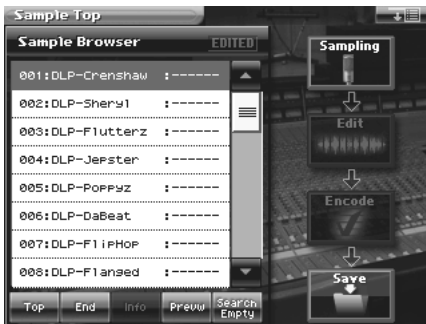 Sample Top
Sample Browser EDITED
001:DLP-Crenshaw :------
002:DLP-Sheryl :------
003:DLP-Flutterz :------
004:DLP-Jepster :------
005:DLP-Poppyz :------
006:DLP-DaBeat :------
007:DLP-FlipHop :------
008:DLP-Flanged :------
Top End Info Prevw Search Empty
Sampling
Edit
Encode
Save